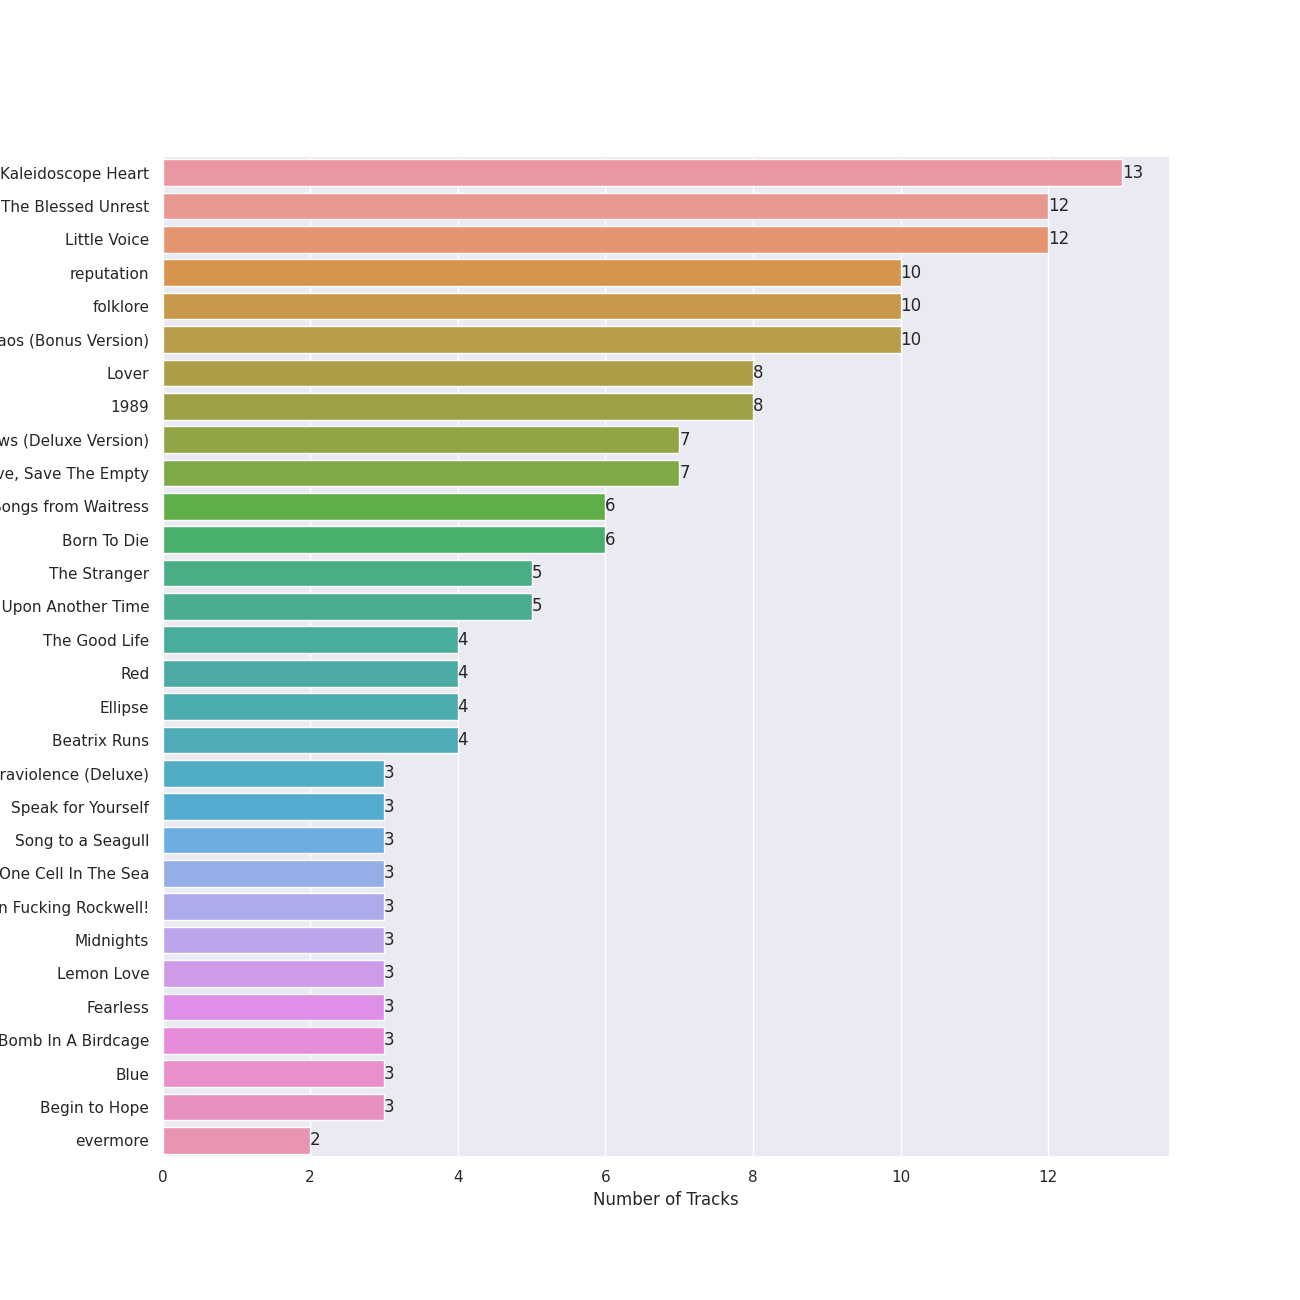 Kaleidoscope Heart 13
The Blessed Unrest 12
Little Voice 12
reputation 10
folklore 10
aos (Bonus Version) 10
Lover 8
1989 8
ws (Deluxe Version) 7
ve, Save The Empty 7
Songs from Waitress 6
Born To Die 6
The Stranger 5
Upon Another Time 5
The Good Life 4
Red 4
Ellipse 4
Beatrix Runs 4
raviolence (Deluxe) 3
Speak for Yourself 3
Song to a Seagull 3
One Cell In The Sea 3
n Fucking Rockwell! 3
Midnights 3
Lemon Love 3
Fearless 3
Bomb In A Birdcage 3
Blue 3
Begin to Hope 3
evermore 2
0 2 4 6 8 10 12
Number of Tracks